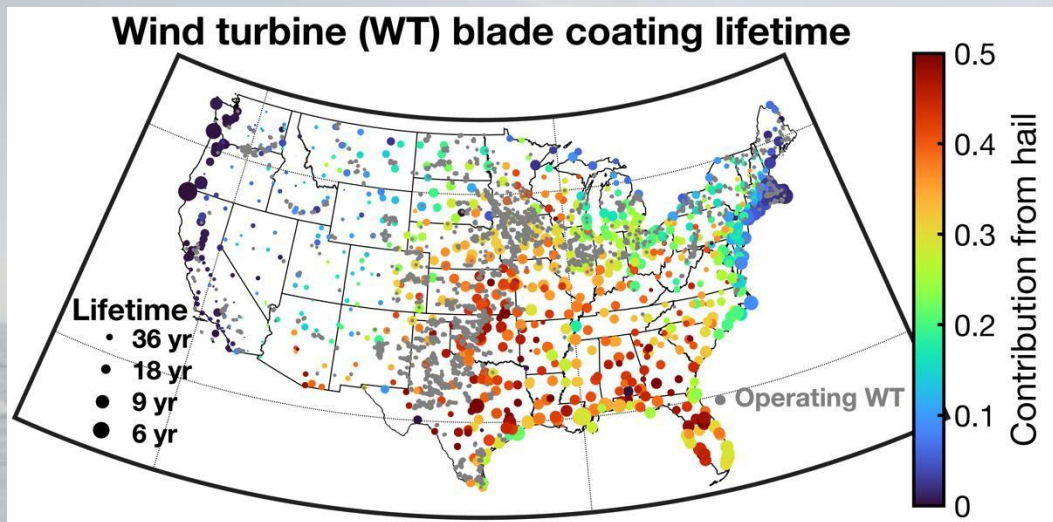 Wind turbine (WT) blade coating lifetime
Lifetime
36 yr
18 yr
9 yr
6 yr
Operating WT
0.5
0.4
0.3
0.2
0.1
0
Contribution from hail